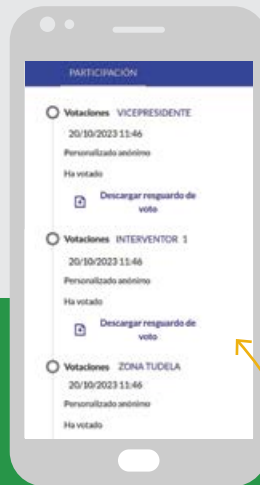 PARTICIPACIÓN
Votaciones VICEPRESIDENTE
20/10/2023 11:46
Personalizado anónimo
Ha votado
Descargar resguardo de
voto
Votaciones INTERVENTOR 1
20/10/2023 11:46
Personalizado anónimo
Ha votado
Descargar resguardo de
voto
Votaciones ZONA TUDELA
20/10/2023 11:46
Personalizado anónimo
Ha votado